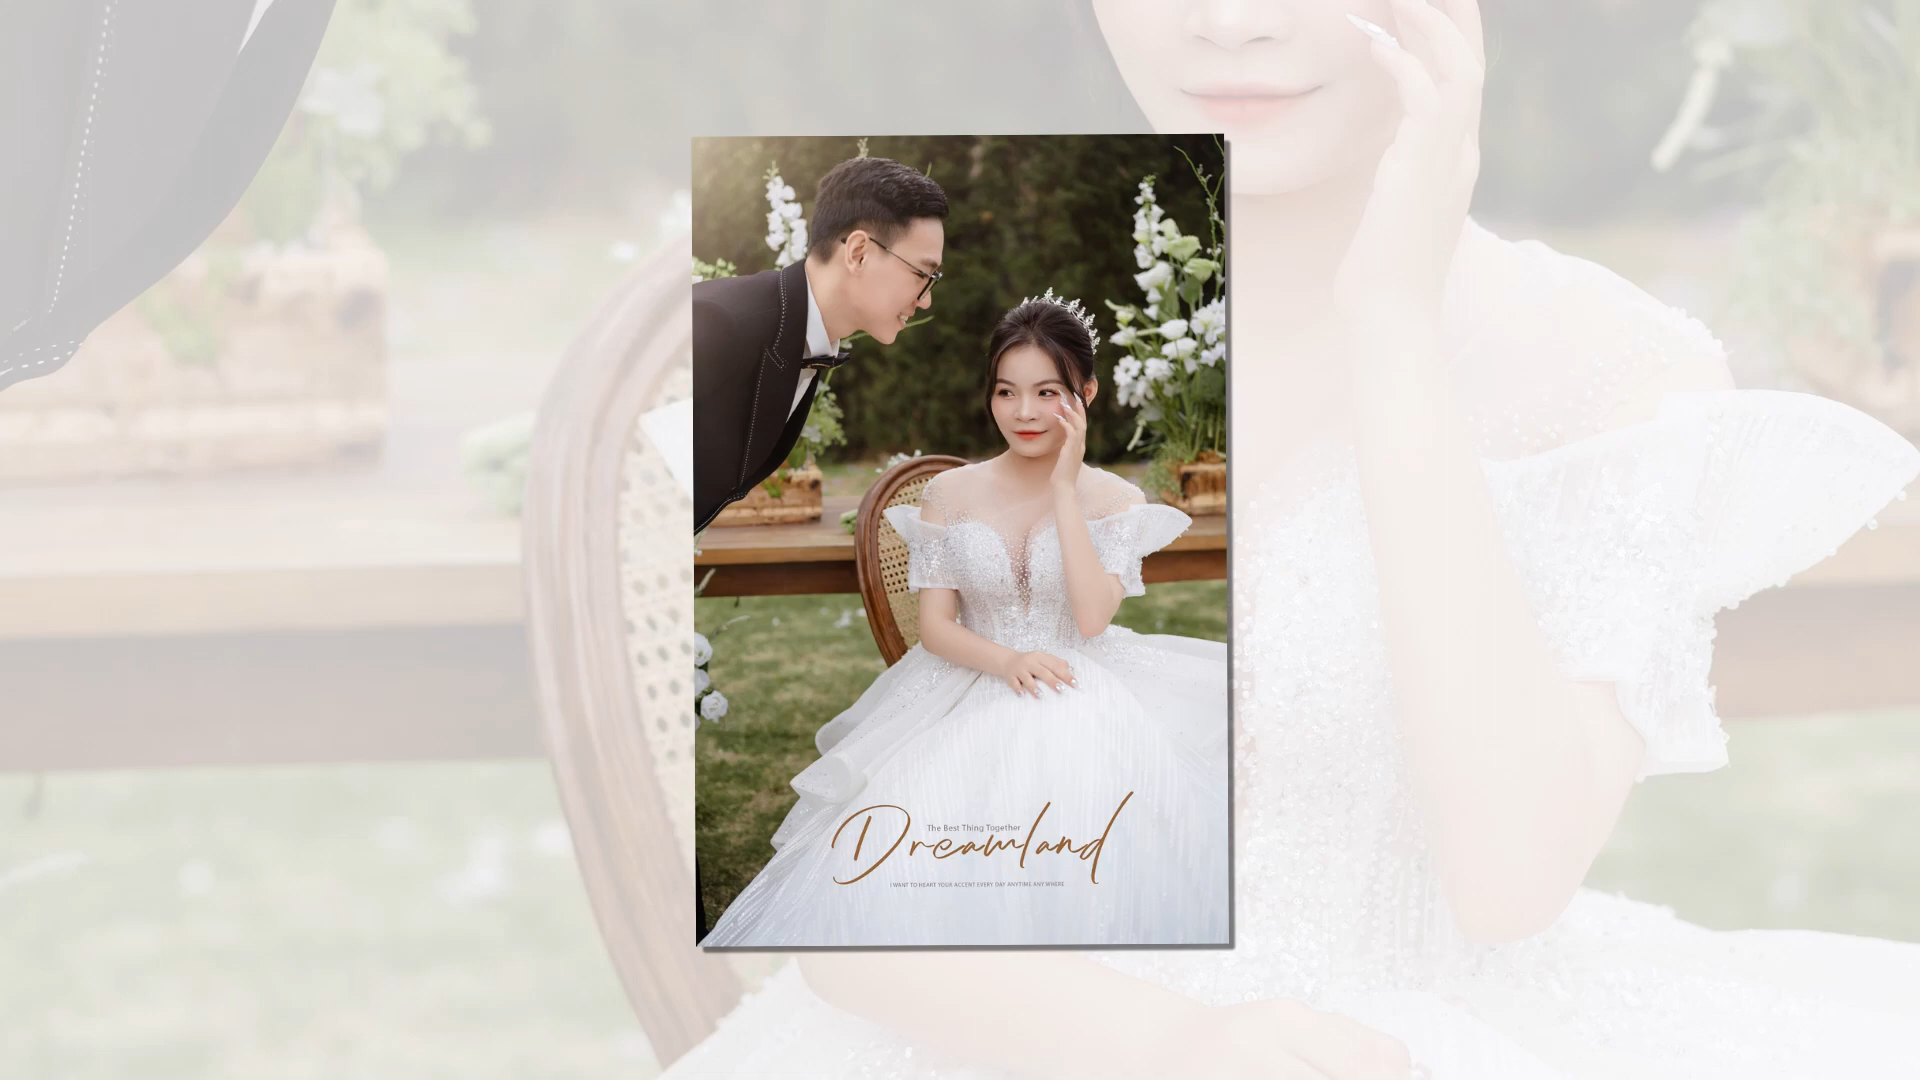 The Best Thing Together
Dreamland
I WANT TO HEART YOUR ACCENT EVERY DAY ANYTIME ANY WHERE